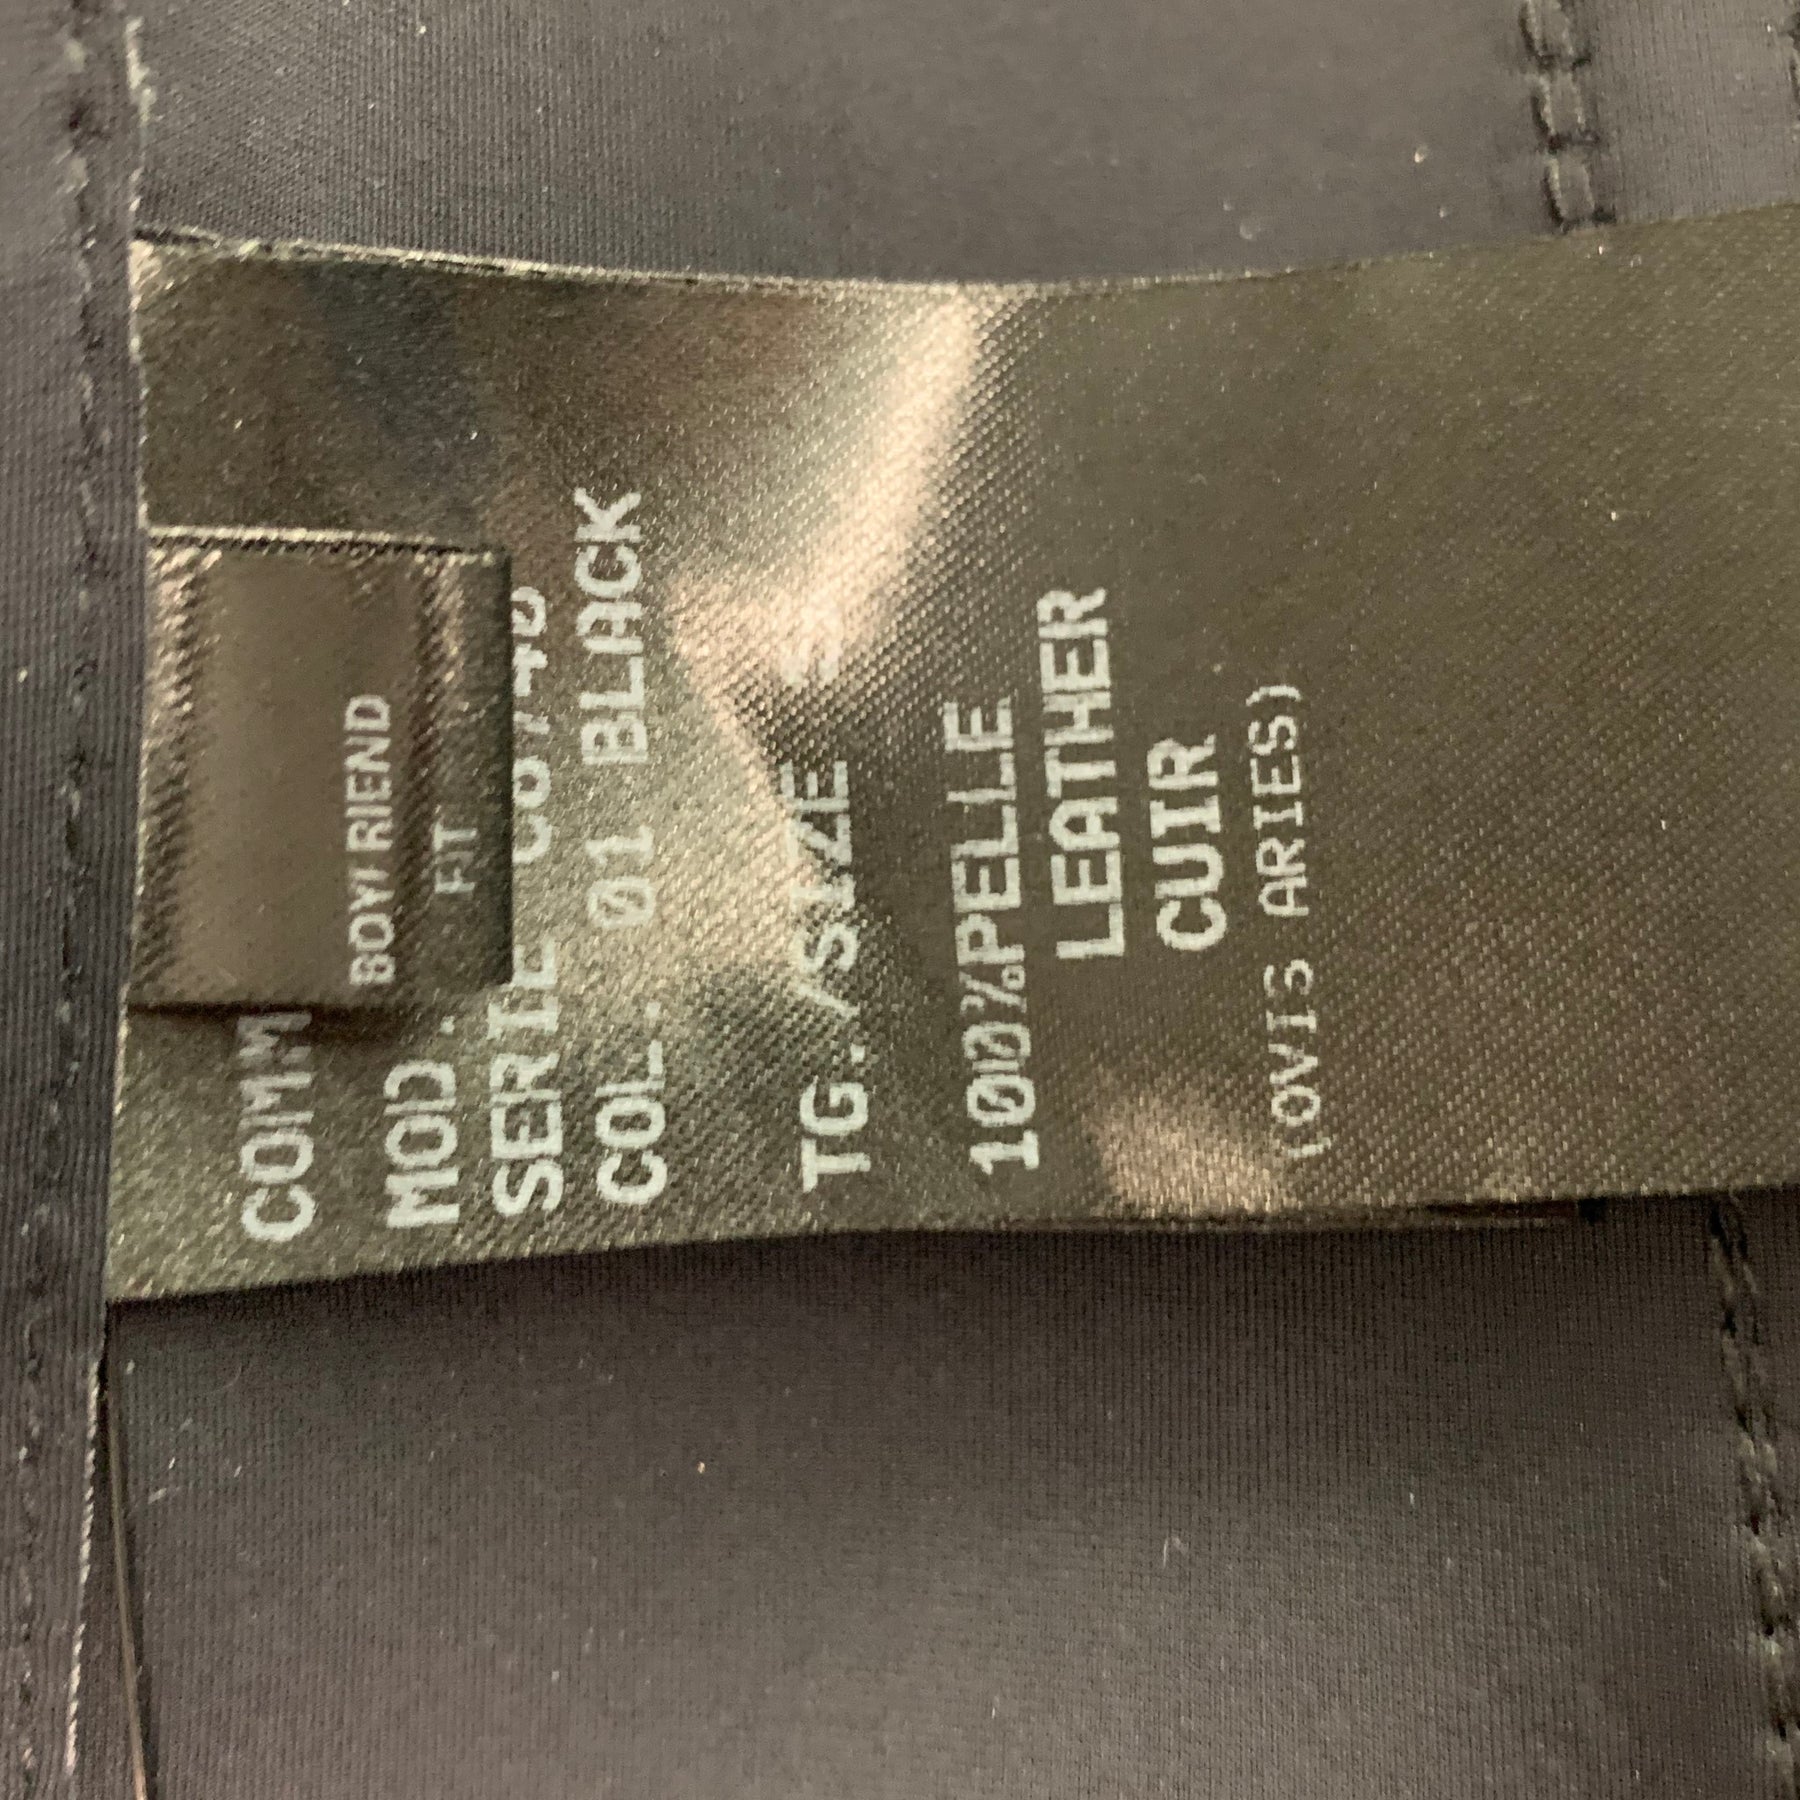 BOYFRIEND
FIT
COMM
MOD.
SERIE
COL. 01 BLACK
TG./SIZE
100%PELLE
LEATHER
CUIR
(OVIS ARIES)